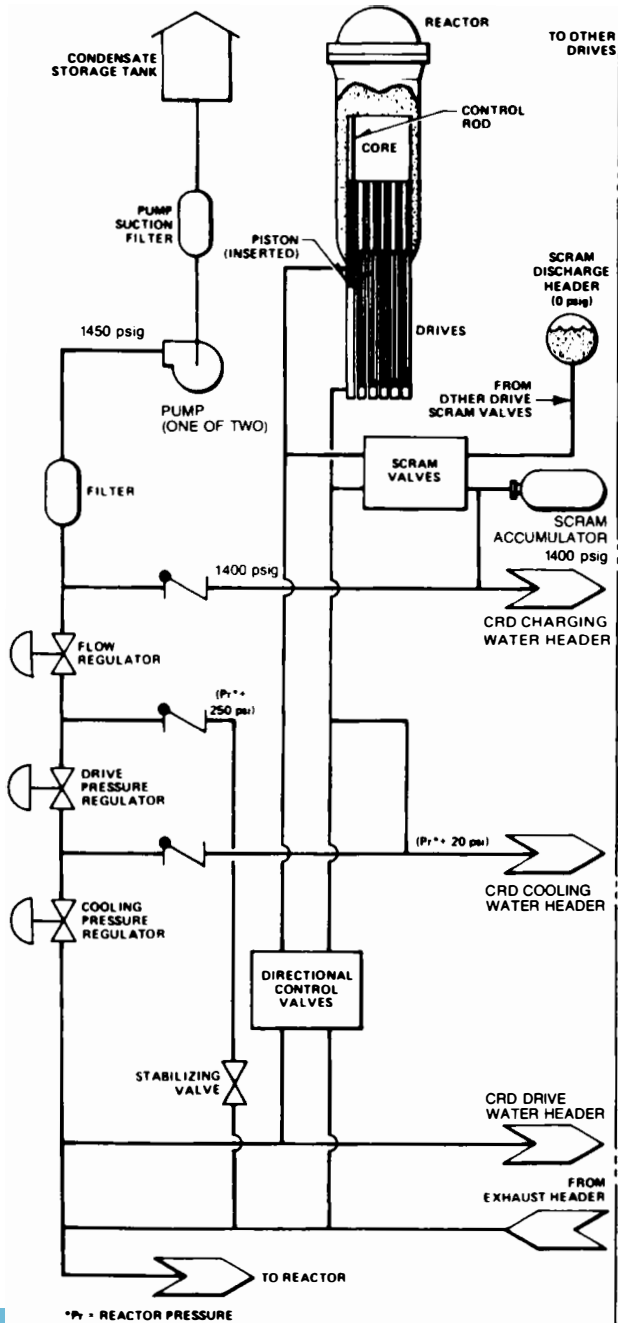 REACTOR
TO OTHER
DRIVES
CONDENSATE
STORAGE TANK
CONTROL
ROD
CORE
PUMP
SUCTION
FILTER
PISTON
(INSERTED)
SCRAM
DISCHARGE
HEADER
(0 psig)
1450 psig
DRIVES
PUMP
(ONE OF TWO)
FROM
OTHER DRIVE
SCRAM VALVES
SCRAM
VALVES
FILTER
SCRAM
ACCUMULATOR
1400 psig
1400 psig
CRD CHARGING
WATER HEADER
FLOW
REGULATOR
(Pr*+
250 psi)
DRIVE
PRESSURE
REGULATOR
(Pr*+ 20 psi)
CRD COOLING
WATER HEADER
COOLING
PRESSURE
REGULATOR
DIRECTIONAL
CONTROL
VALVES
STABILIZING
VALVE
CRD DRIVE
WATER HEADER
FROM
EXHAUST HEADER
TO REACTOR
*Pr = REACTOR PRESSURE